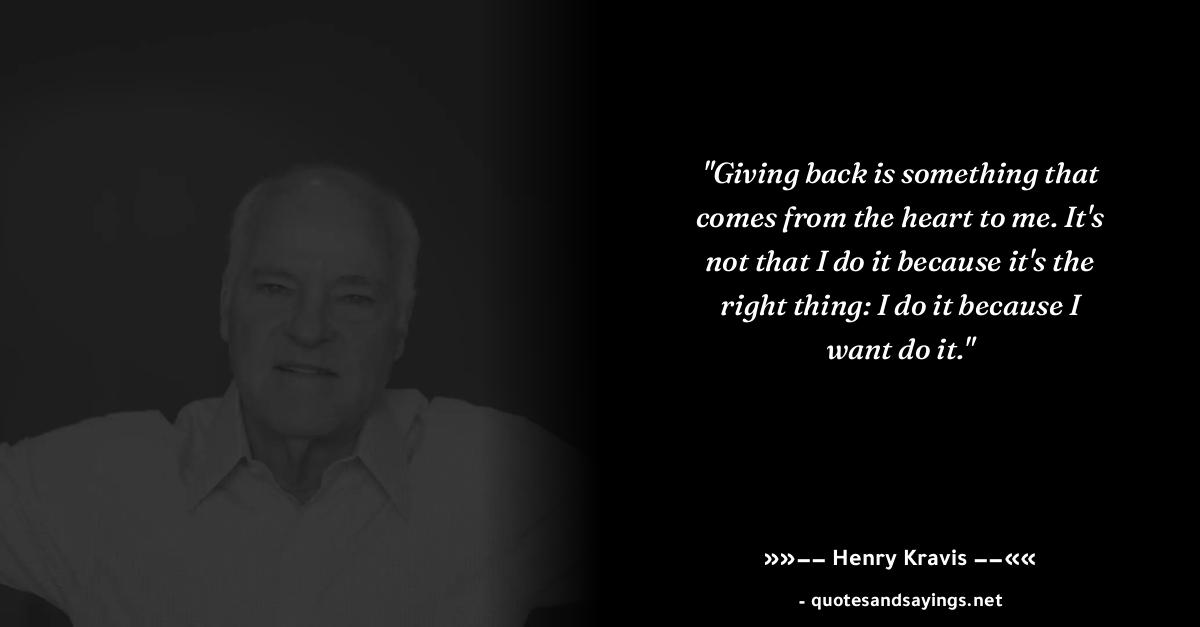 "Giving back is something that
comes from the heart to me. It's
not that I do it because it's the
right thing: I do it because I
want do it."
»»–– Henry Kravis ––««
- quotesandsayings.net